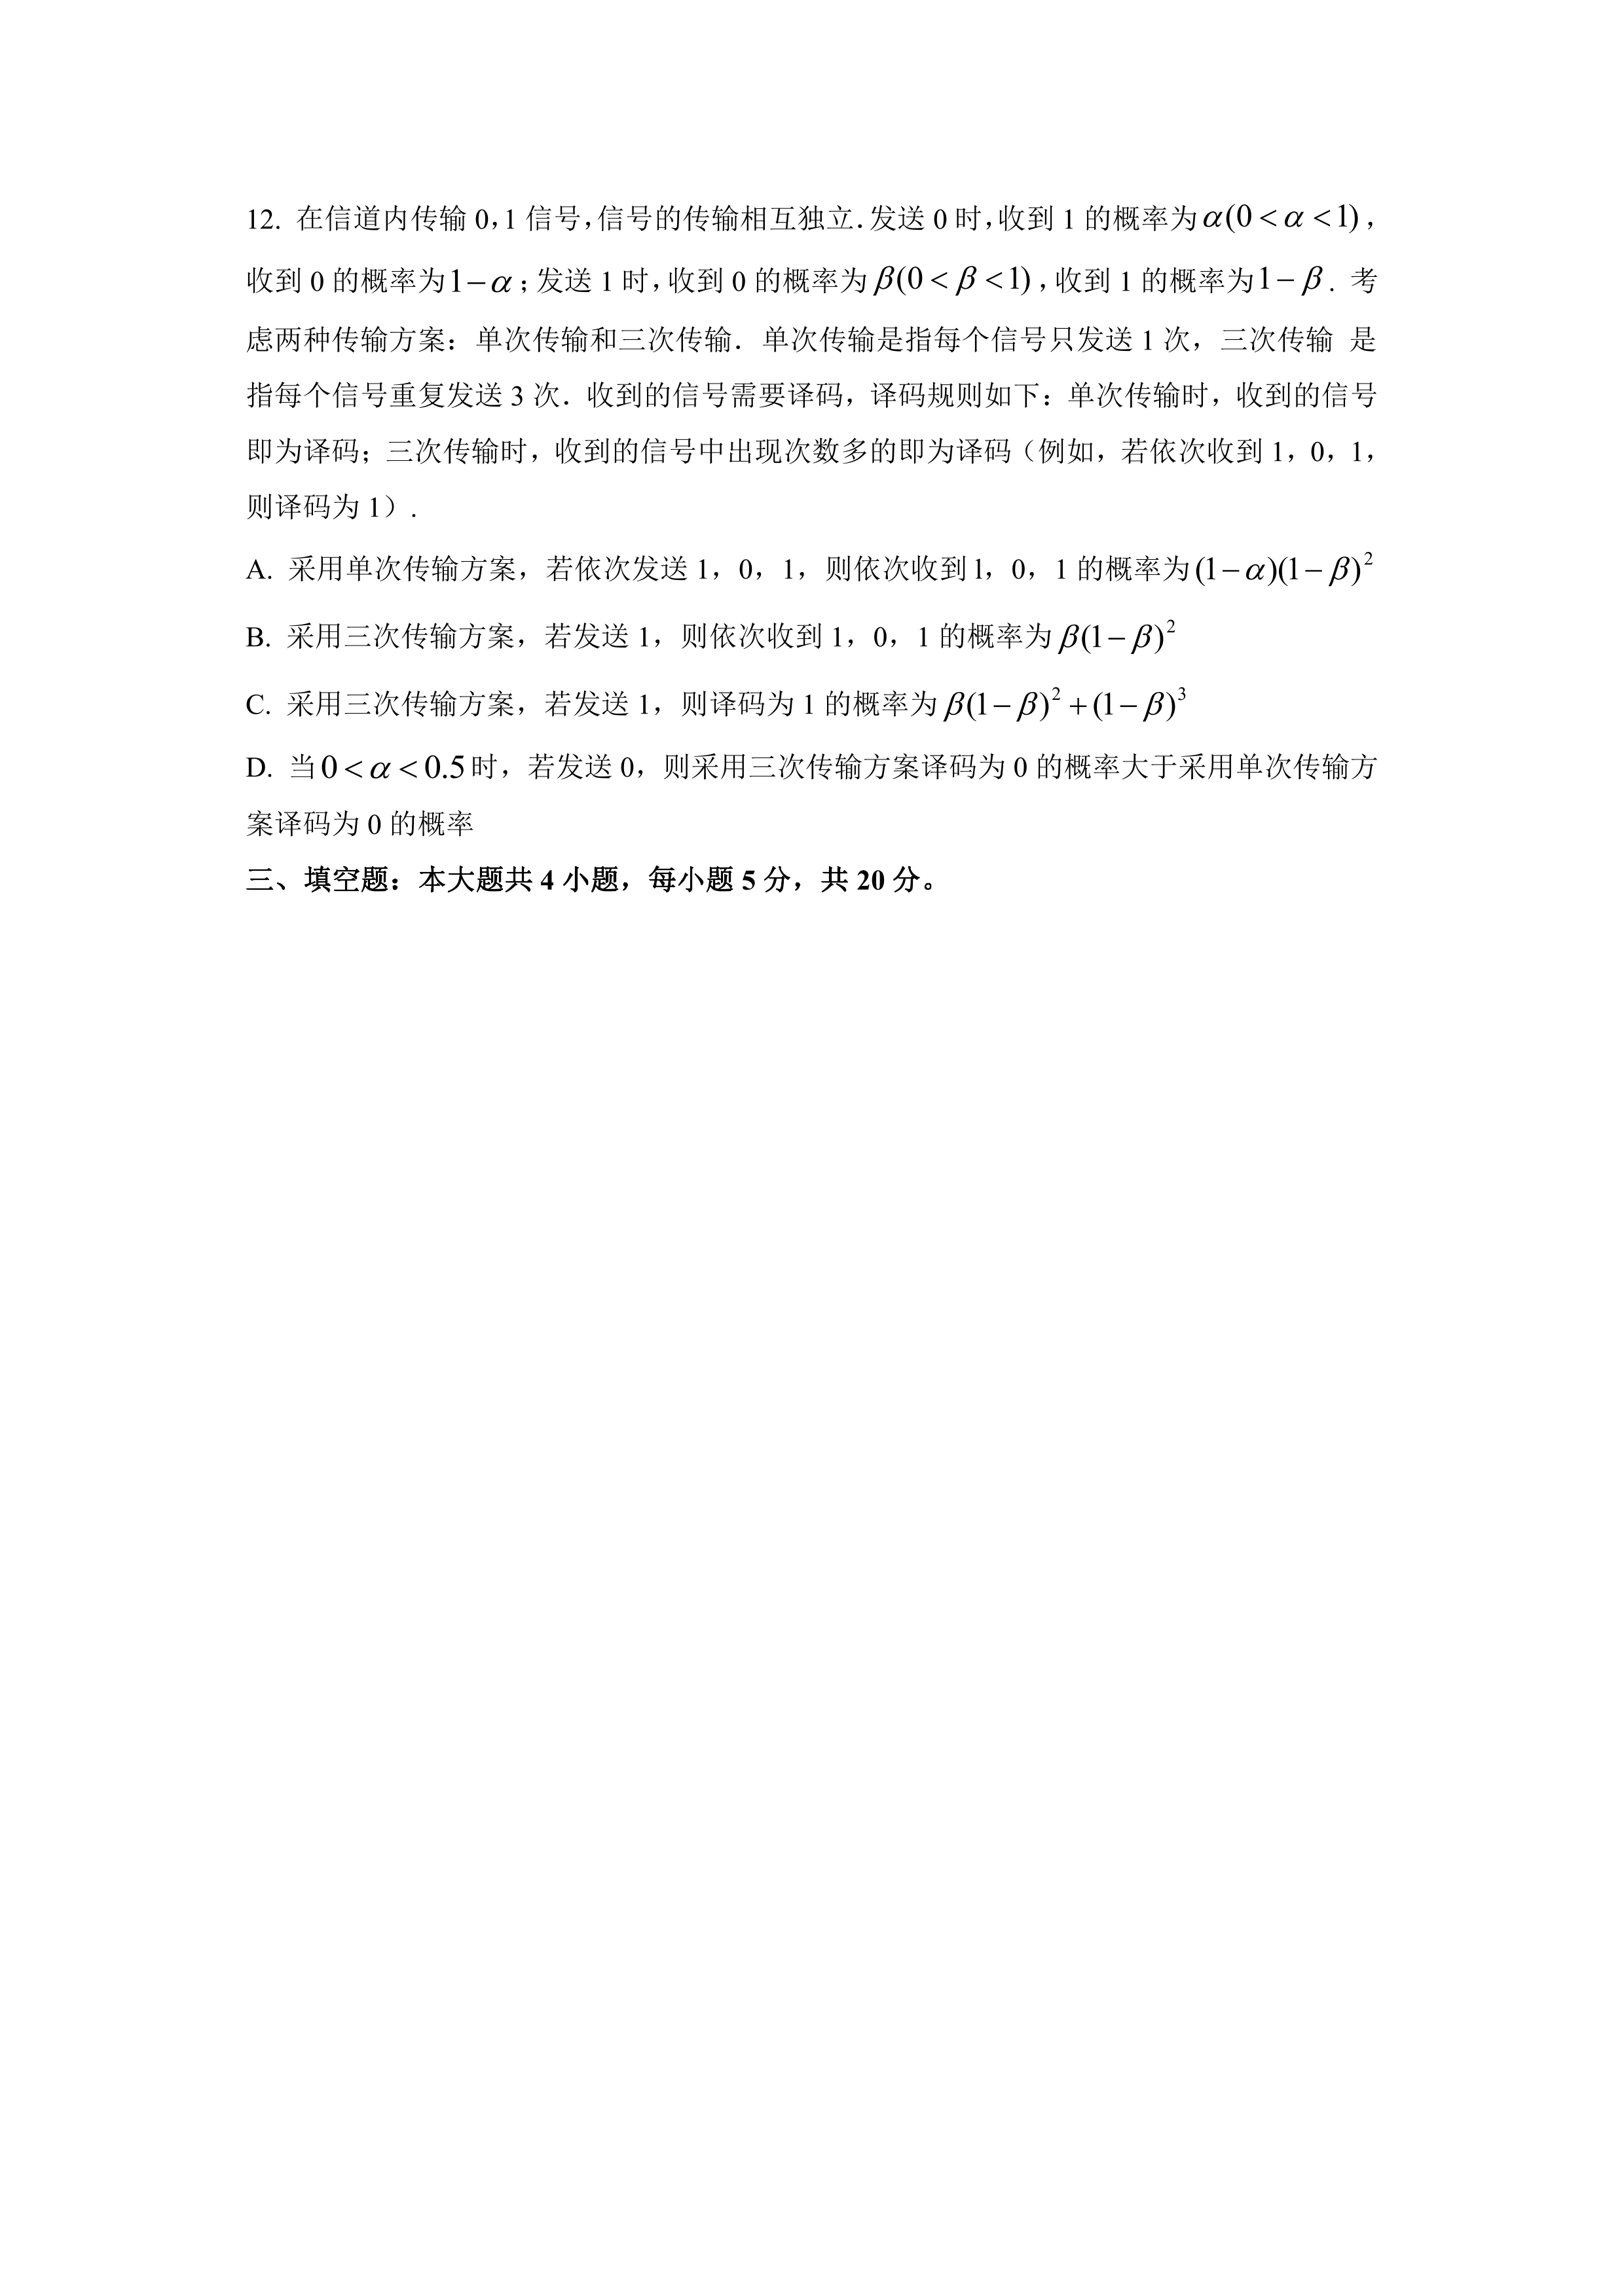 12. 在信道内传输0,1信号,信号的传输相互独立.发送0时,收到1的概率为α(0<α<1),
收到0的概率为1−α;发送1时,收到0的概率为β(0<β<1),收到1的概率为1−β. 考
虑两种传输方案：单次传输和三次传输．单次传输是指每个信号只发送1次，三次传输 是
指每个信号重复发送3次．收到的信号需要译码，译码规则如下：单次传输时，收到的信号
即为译码；三次传输时，收到的信号中出现次数多的即为译码（例如，若依次收到1，0，1，
则译码为1）.
A. 采用单次传输方案，若依次发送1，0，1，则依次收到l，0，1的概率为(1−α)(1−β)²
B. 采用三次传输方案，若发送1，则依次收到1，0，1的概率为β(1−β)²
C. 采用三次传输方案，若发送1，则译码为1的概率为β(1−β)²+(1−β)³
D. 当0<α<0.5时，若发送0，则采用三次传输方案译码为0的概率大于采用单次传输方
案译码为0的概率
三、填空题：本大题共4小题，每小题5分，共20分。